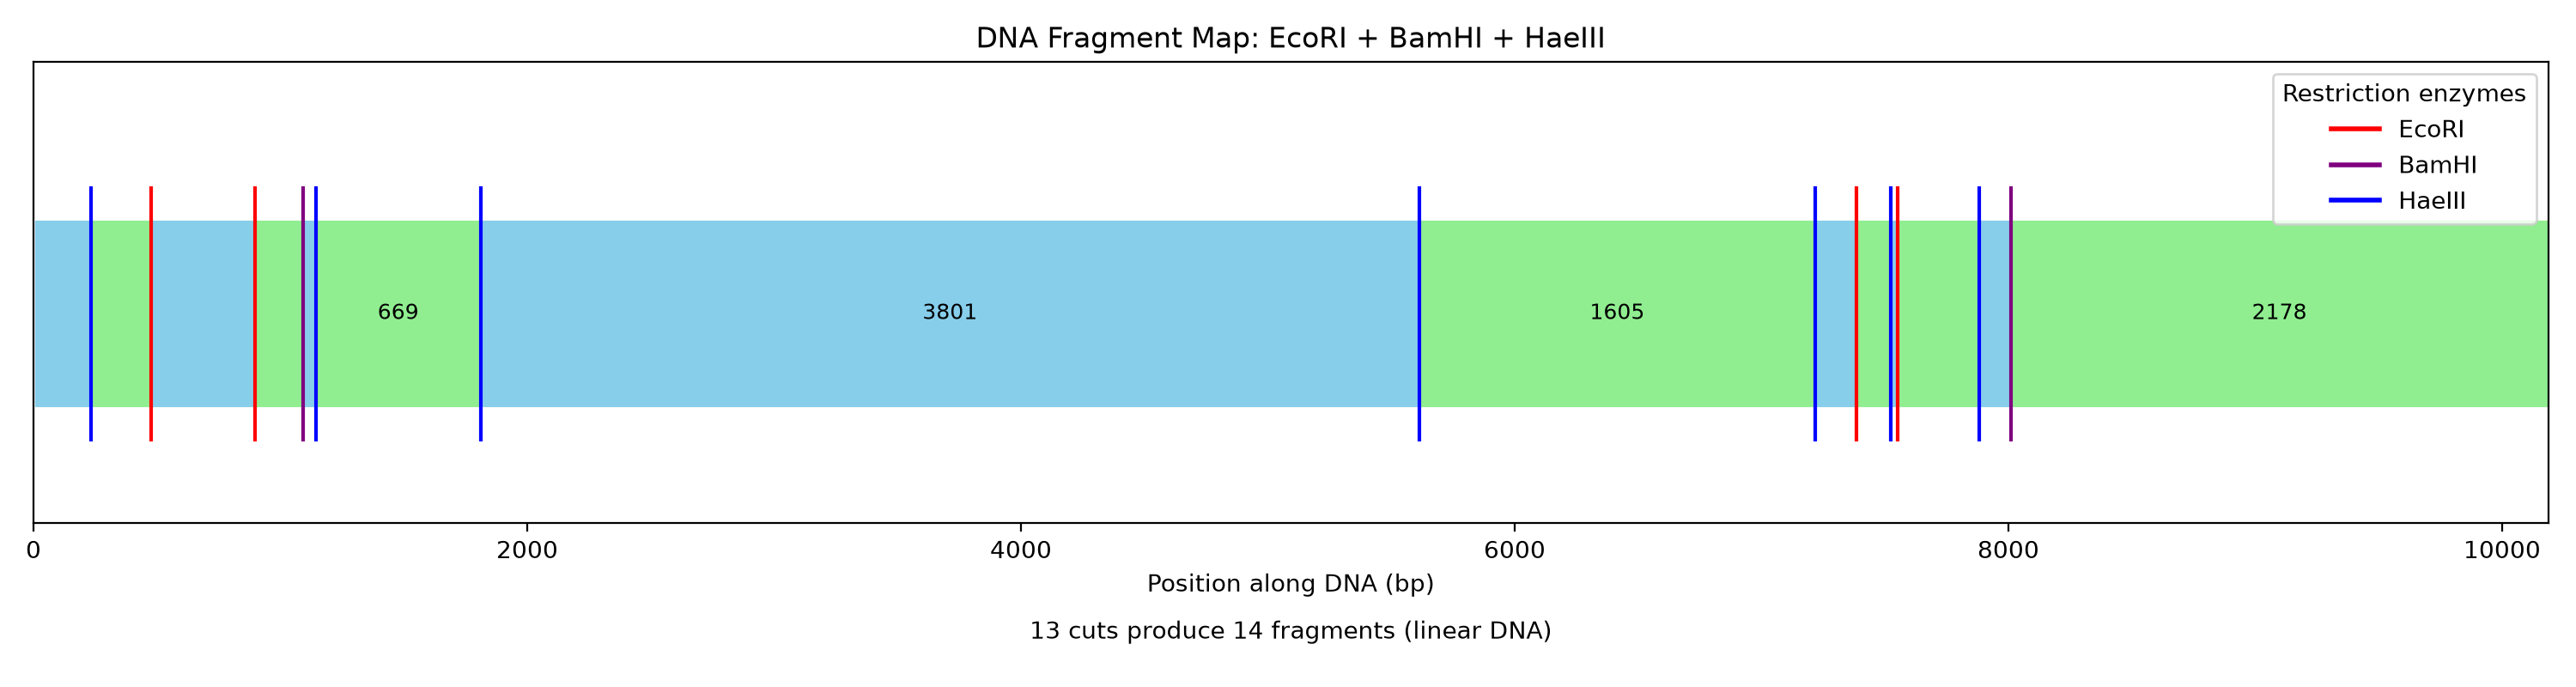 DNA Fragment Map: EcoRI + BamHI + HaeIII
Restriction enzymes
EcoRI
BamHI
HaeIII
669
3801
1605
2178
0
2000
4000
6000
8000
10000
Position along DNA (bp)
13 cuts produce 14 fragments (linear DNA)